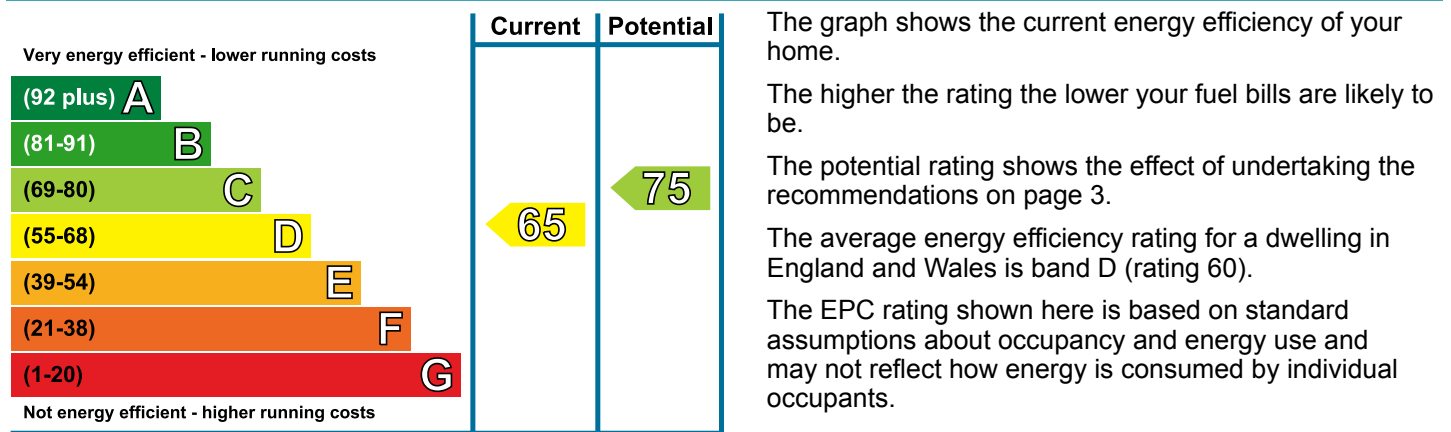 Current Potential
Very energy efficient - lower running costs
(92 plus) A
(81-91) B
(69-80) C
75
(55-68) D
65
(39-54) E
(21-38) F
(1-20) G
Not energy efficient - higher running costs
The graph shows the current energy efficiency of your
home.
The higher the rating the lower your fuel bills are likely to
be.
The potential rating shows the effect of undertaking the
recommendations on page 3.
The average energy efficiency rating for a dwelling in
England and Wales is band D (rating 60).
The EPC rating shown here is based on standard
assumptions about occupancy and energy use and
may not reflect how energy is consumed by individual
occupants.